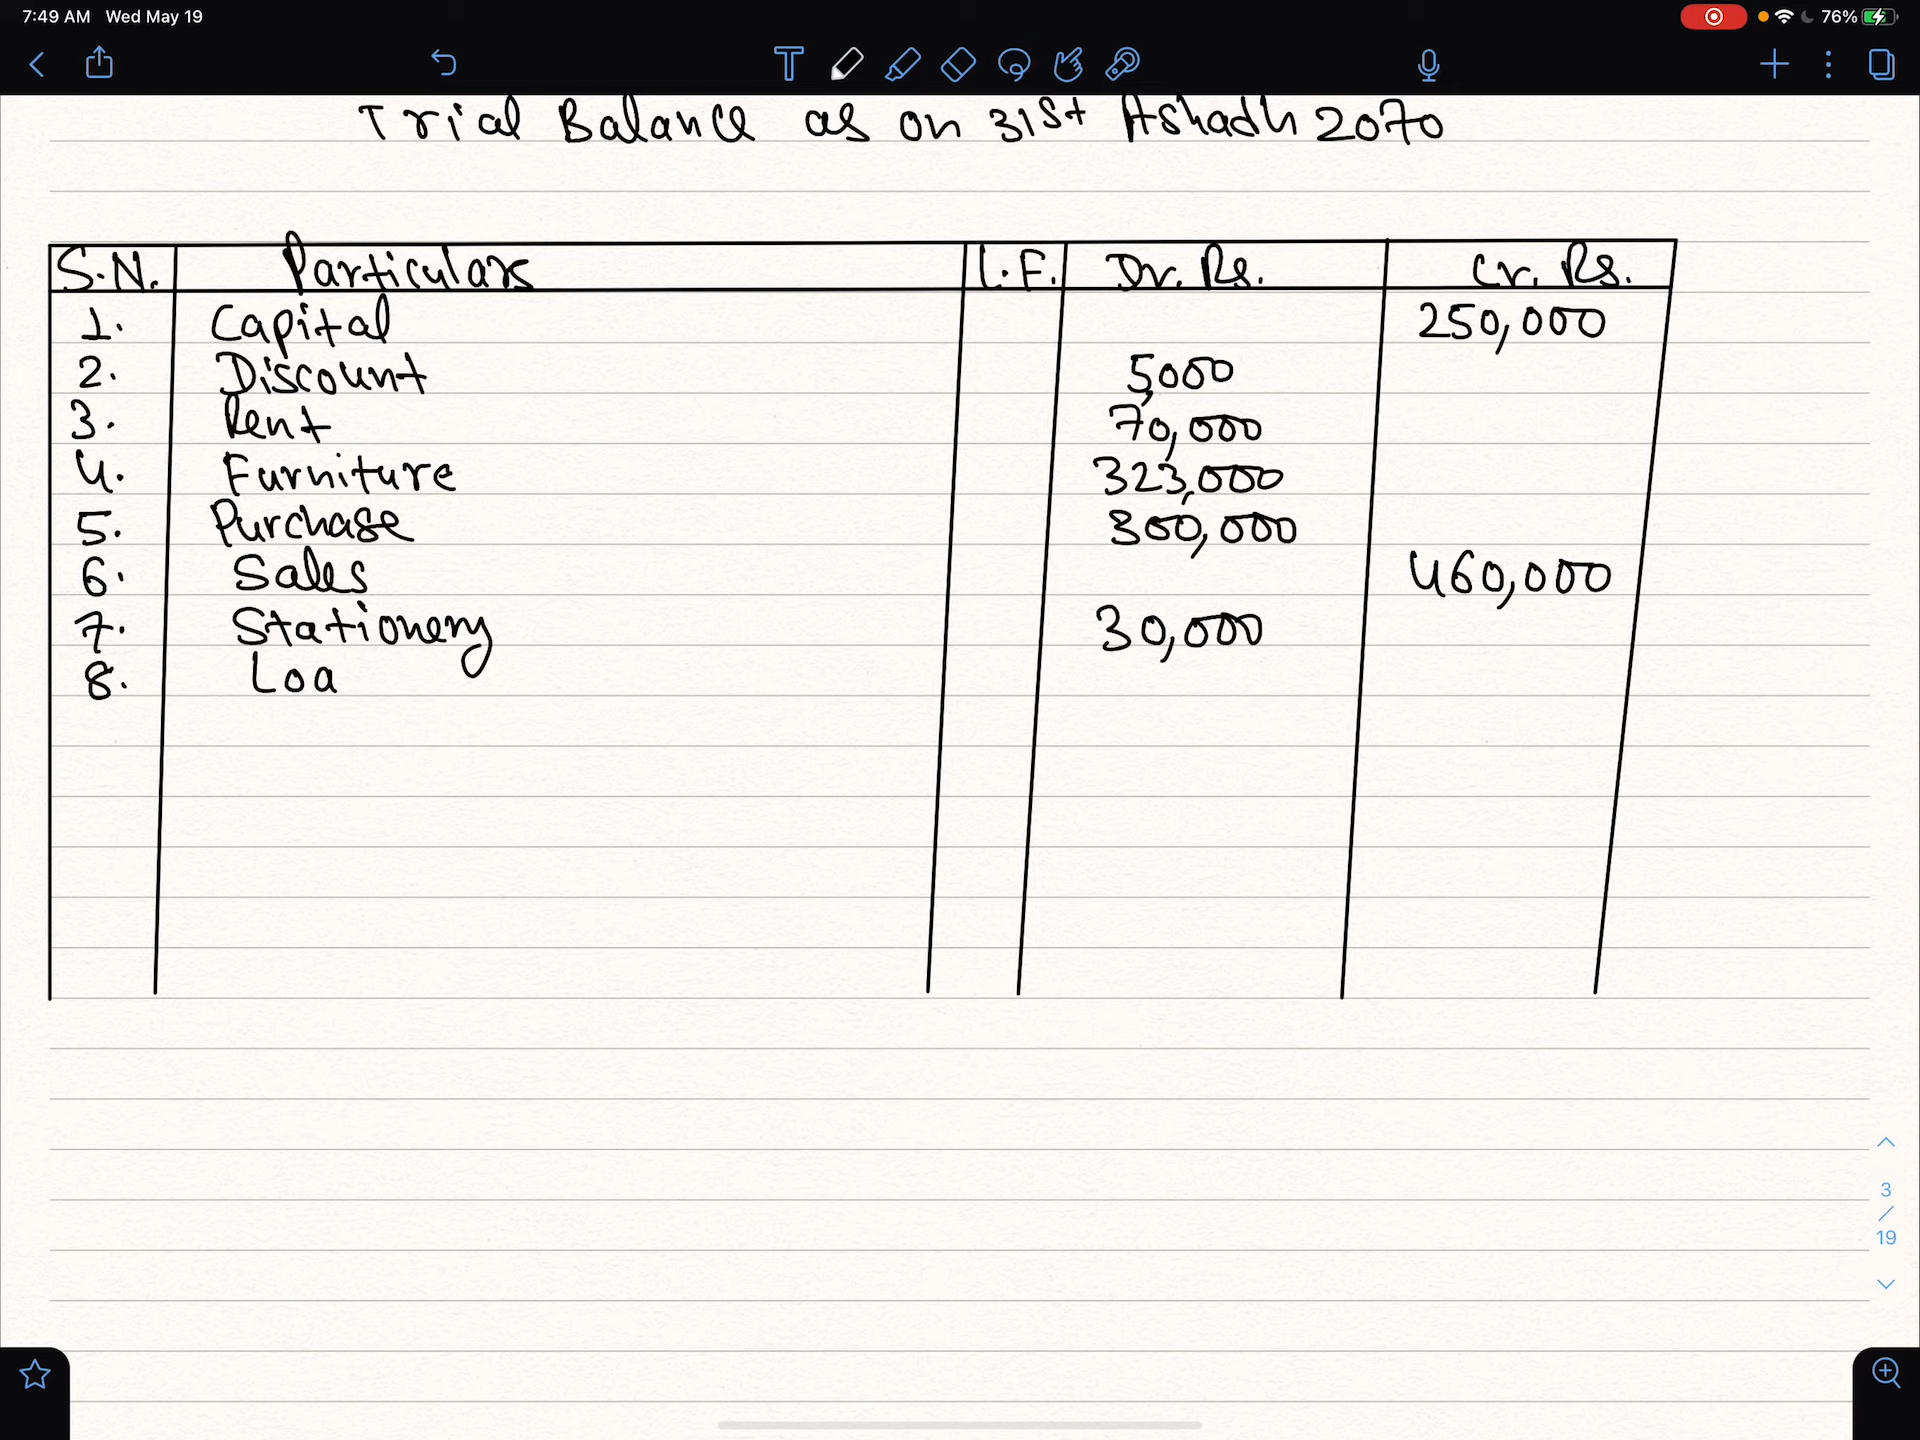 7:49 AM Wed May 19
76%
T
Trial Balance as on 31st Ashadh 2070
S.N. Particulars L.F. Dr. Rs. Cr. Rs.
1. Capital 250,000
2. Discount 5,000
3. Rent 70,000
4. Furniture 323,000
5. Purchase 300,000
6. Sales 460,000
7. Stationery 30,000
8. Loa
3
/
19